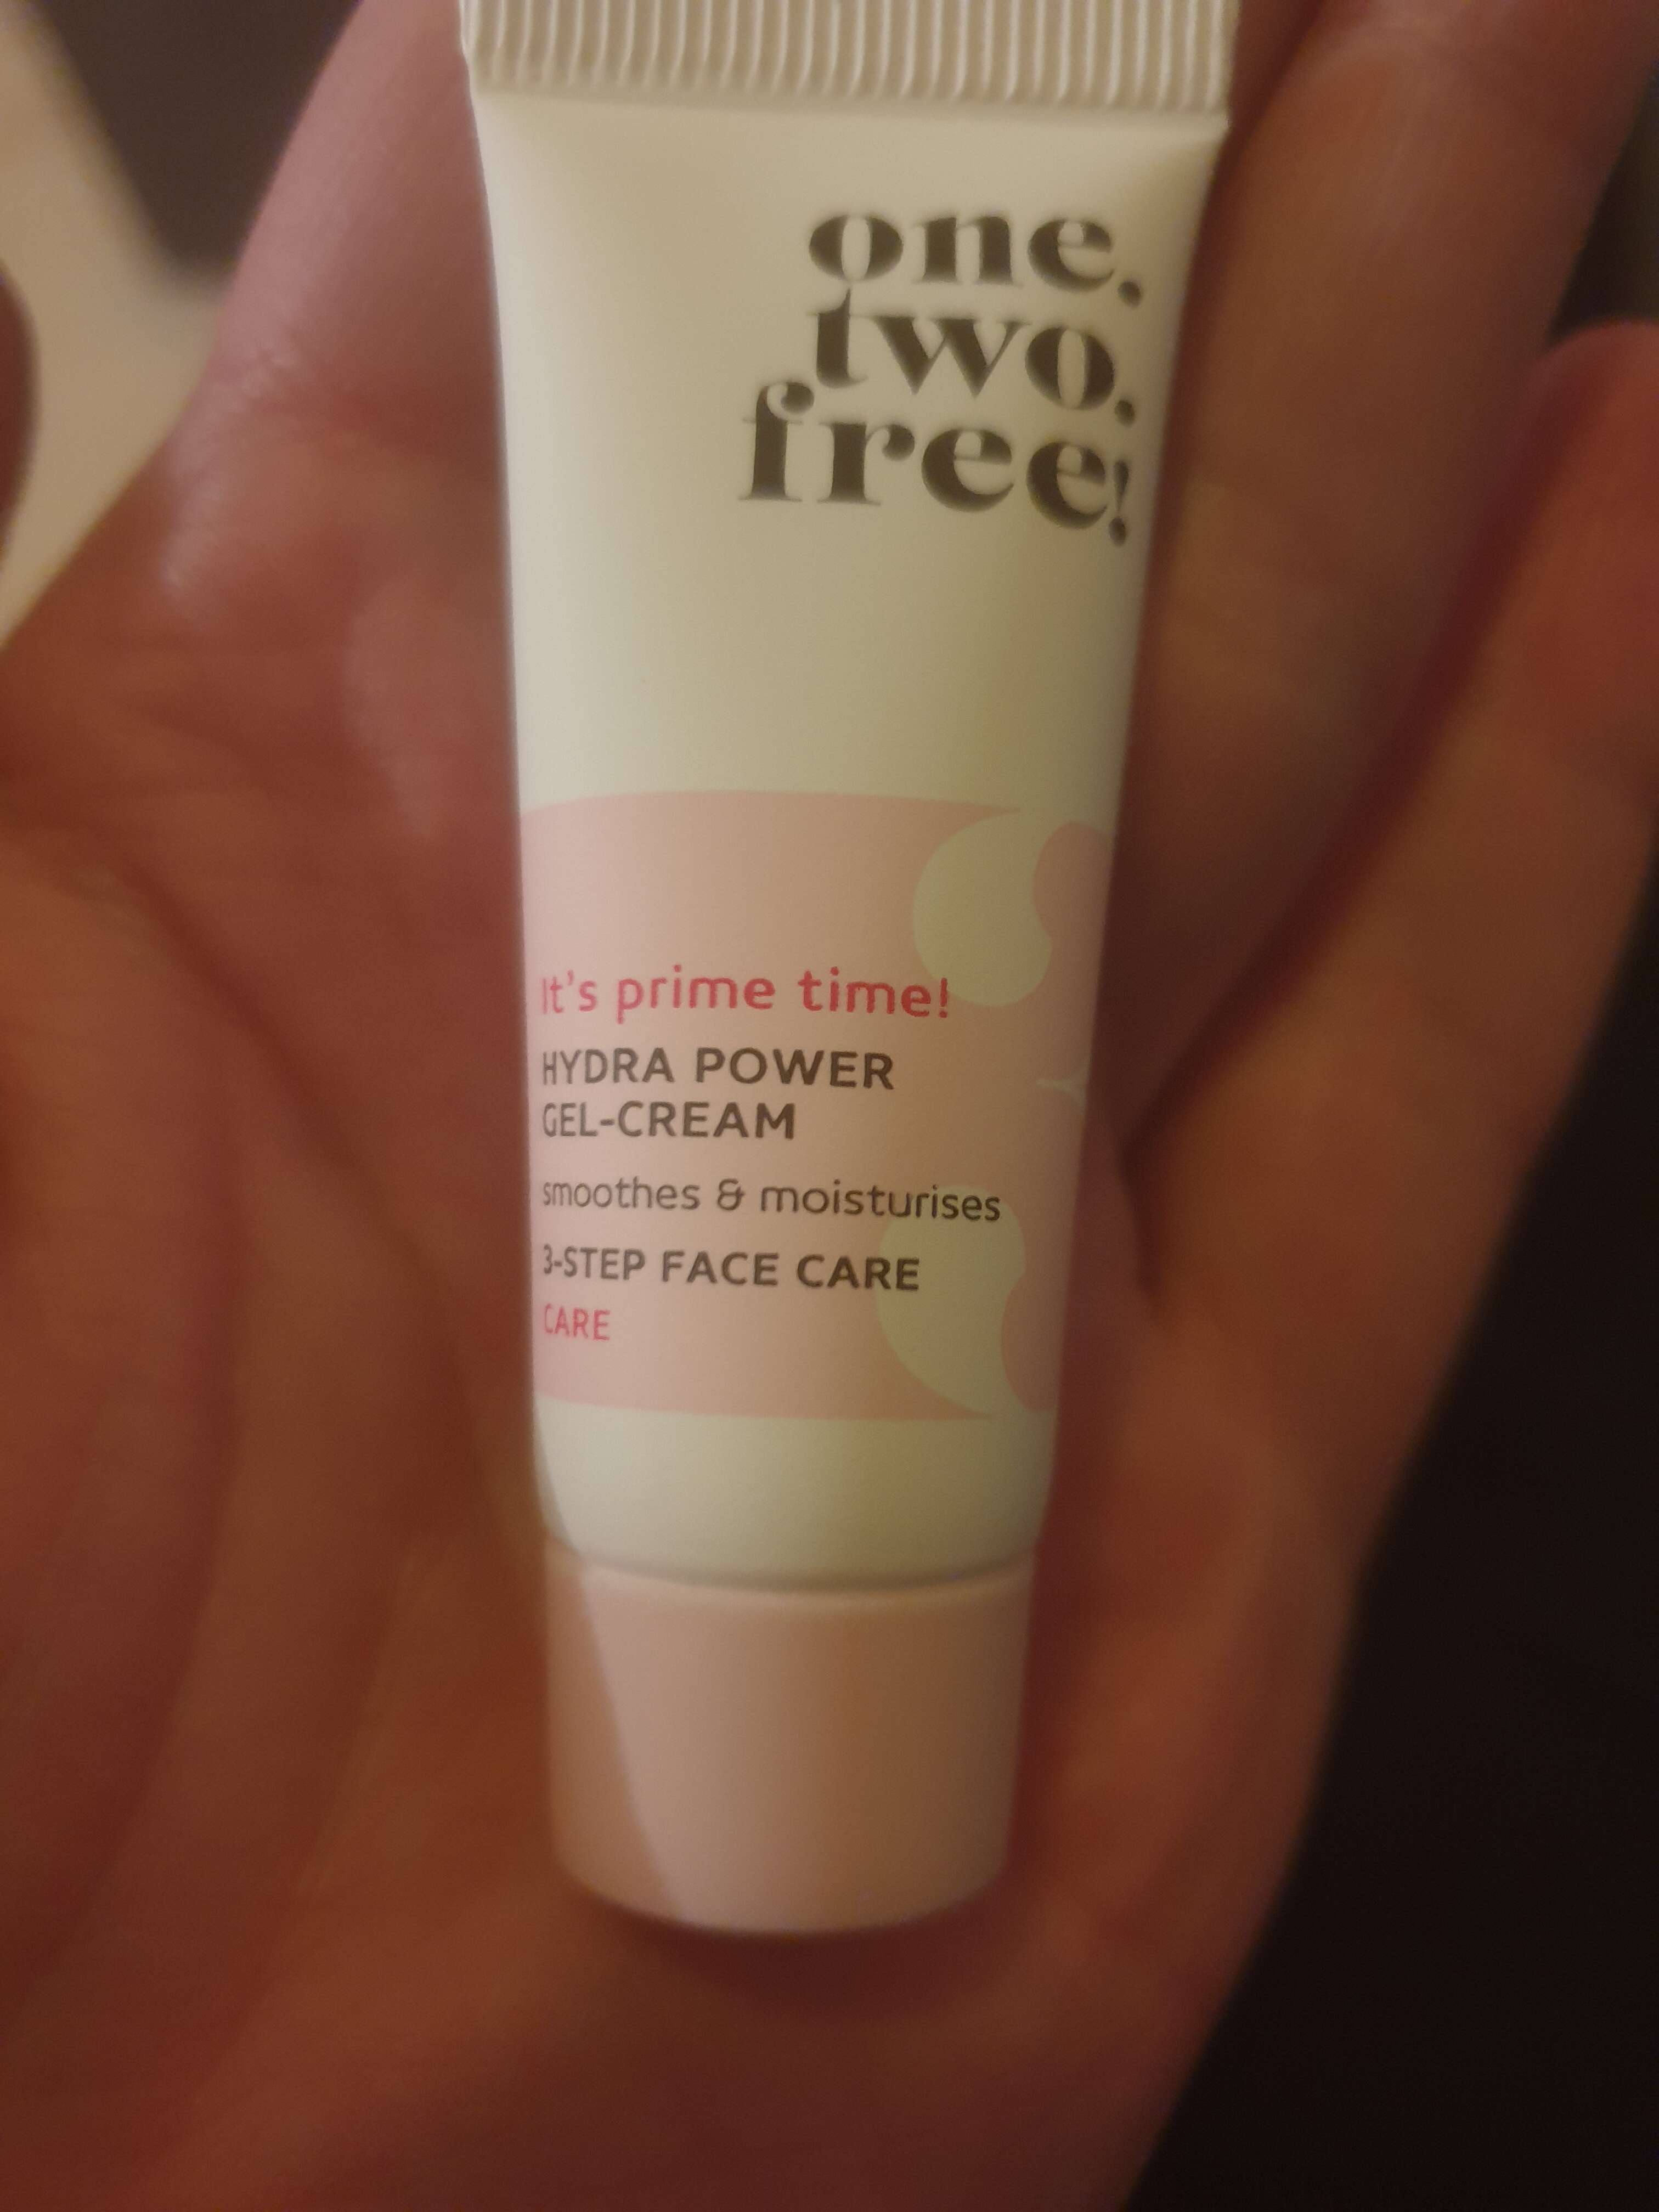 one.
two.
free!
It's prime time!
HYDRA POWER
GEL-CREAM
smoothes & moisturises
3-STEP FACE CARE
CARE